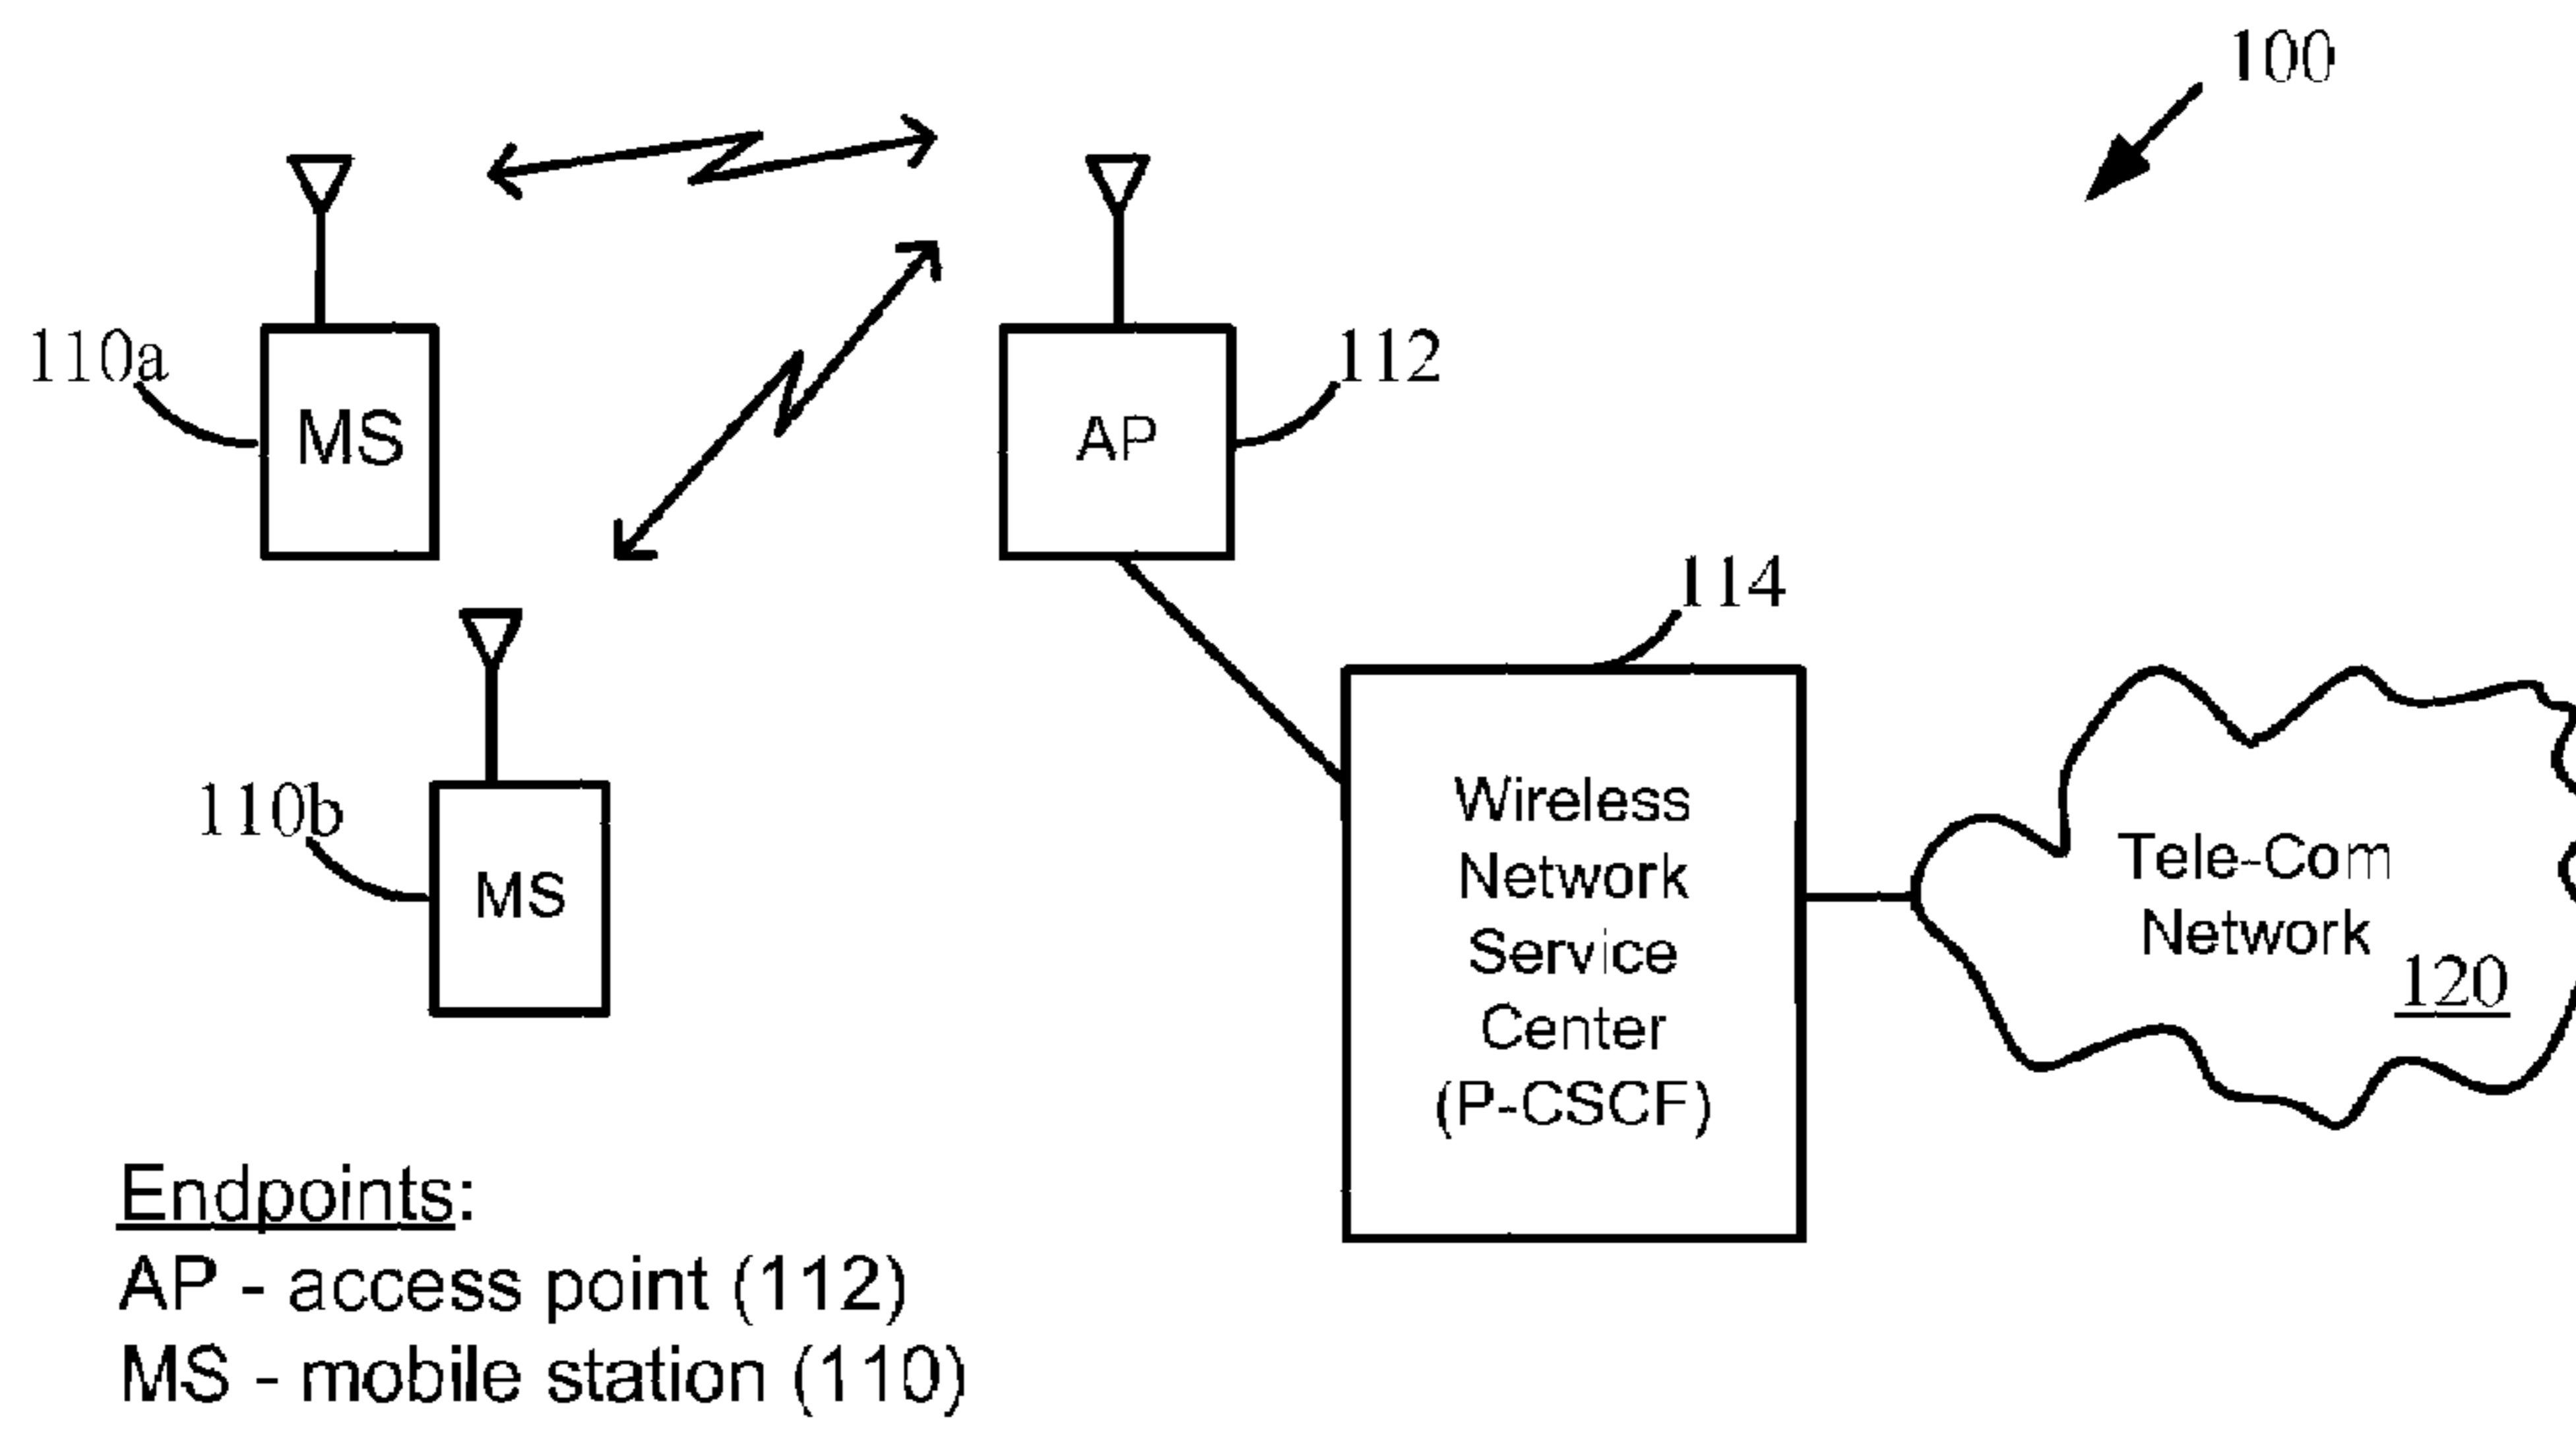 100
110a
MS
AP
112
114
110b
MS
Wireless
Network
Service
Center
(P-CSCF)
Tele-Com
Network
120
Endpoints:
AP - access point (112)
MS - mobile station (110)